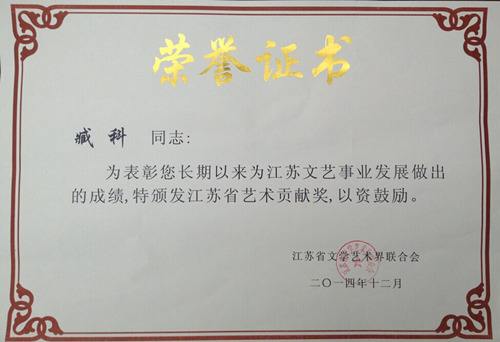 荣誉证书
臧科 同志:
为表彰您长期以来为江苏文艺事业发展做出
的成绩,特颁发江苏省艺术贡献奖,以资鼓励。
江苏省文学艺术界联合会
二〇一四年十二月